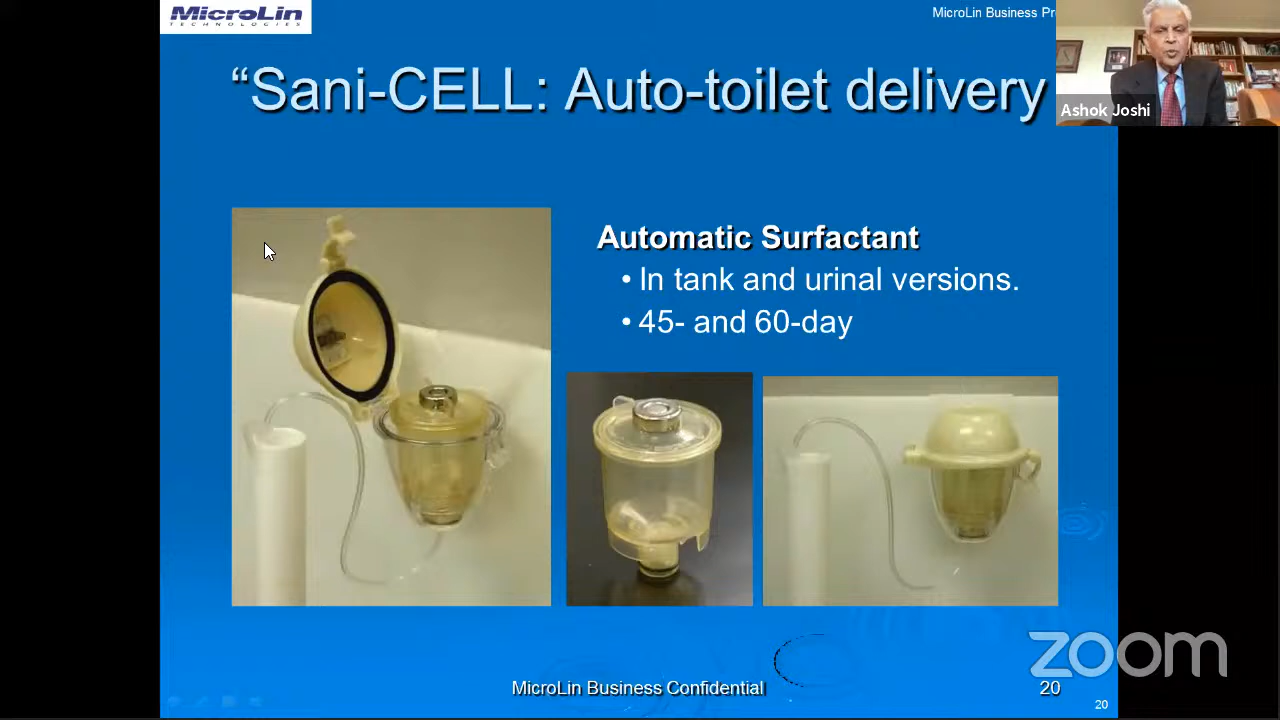 MicroLin
TECHNOLOGIES
MicroLin Business Pr
Ashok Joshi
“Sani-CELL: Auto-toilet delivery
Automatic Surfactant
• In tank and urinal versions.
• 45- and 60-day
zoom
MicroLin Business Confidential
20
20